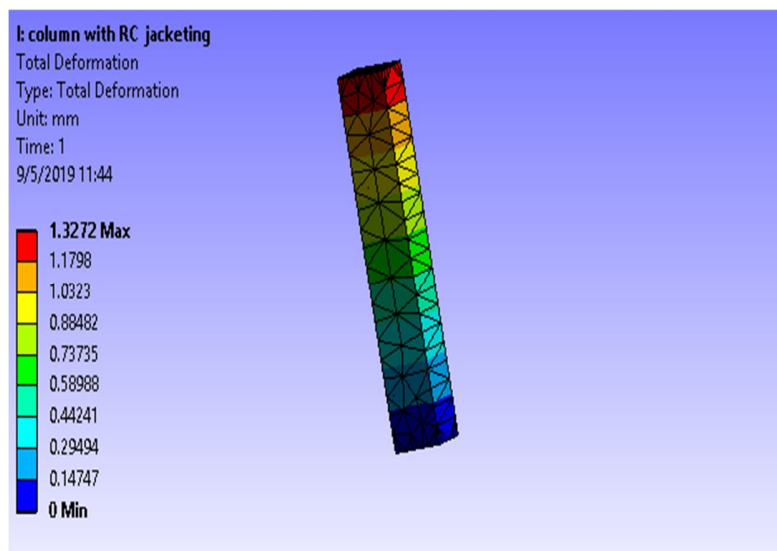 I: column with RC jacketing
Total Deformation
Type: Total Deformation
Unit: mm
Time: 1
9/5/2019 11:44
1.3272 Max
1.1798
1.0323
0.88482
0.73735
0.58988
0.44241
0.29494
0.14747
0 Min